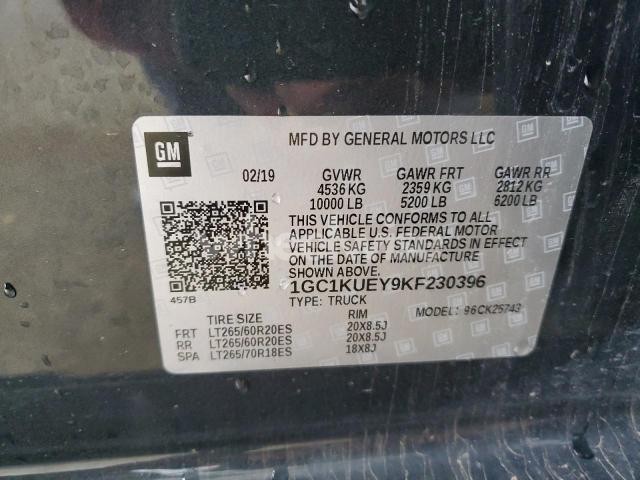 GM
MFD BY GENERAL MOTORS LLC
02/19 GVWR GAWR FRT GAWR RR
4536 KG 2359 KG 2812 KG
10000 LB 5200 LB 6200 LB
THIS VEHICLE CONFORMS TO ALL
APPLICABLE U.S. FEDERAL MOTOR
VEHICLE SAFETY STANDARDS IN EFFECT
ON THE DATE OF MANUFACTURE
SHOWN ABOVE.
457B
1GC1KUEY9KF230396
TYPE: TRUCK MODEL: 96CK25743
TIRE SIZE RIM
FRT LT265/60R20ES 20X8.5J
RR LT265/60R20ES 20X8.5J
SPA LT265/70R18ES 18X8J